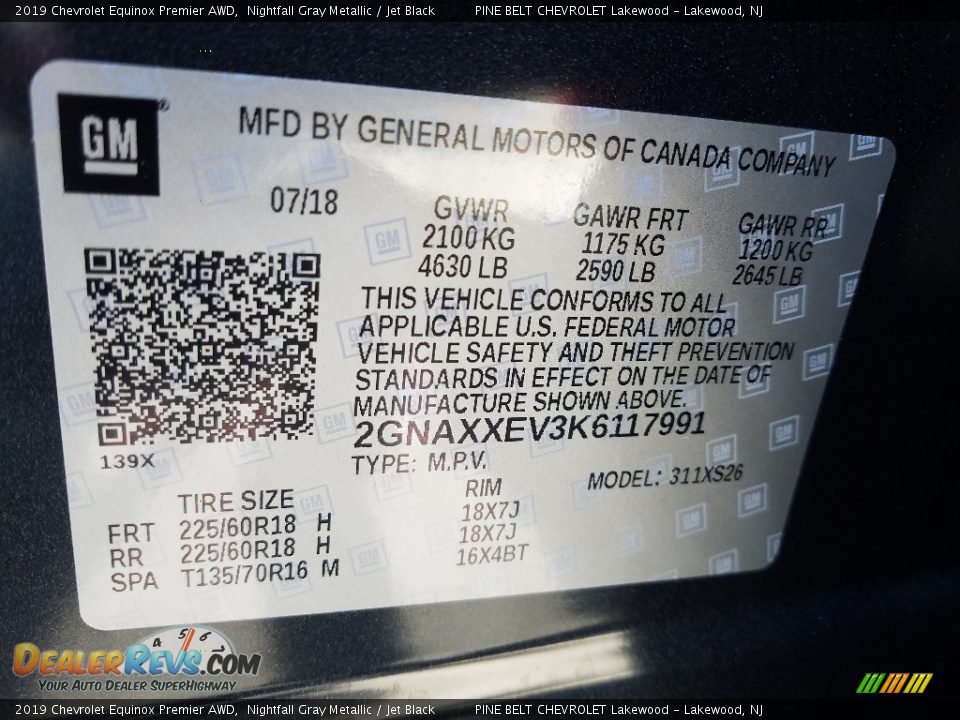 2019 Chevrolet Equinox Premier AWD,  Nightfall Gray Metallic / Jet Black          PINE BELT CHEVROLET Lakewood - Lakewood, NJ
GM®
MFD BY GENERAL MOTORS OF CANADA COMPANY
07/18
GVWR GAWR FRT GAWR RR
2100 KG 1175 KG 1200 KG
4630 LB 2590 LB 2645 LB
THIS VEHICLE CONFORMS TO ALL
APPLICABLE U.S. FEDERAL MOTOR
VEHICLE SAFETY AND THEFT PREVENTION
STANDARDS IN EFFECT ON THE DATE OF
MANUFACTURE SHOWN ABOVE.
2GNAXXEV3K6117991
139X
TYPE: M.P.V. MODEL: 311XS26
TIRE SIZE RIM
FRT 225/60R18 H 18X7J
RR 225/60R18 H 18X7J
SPA T135/70R16 M 16X4BT
4 5 6
DEALERREVS.COM
YOUR AUTO DEALER SUPERHIGHWAY
2019 Chevrolet Equinox Premier AWD,  Nightfall Gray Metallic / Jet Black          PINE BELT CHEVROLET Lakewood - Lakewood, NJ